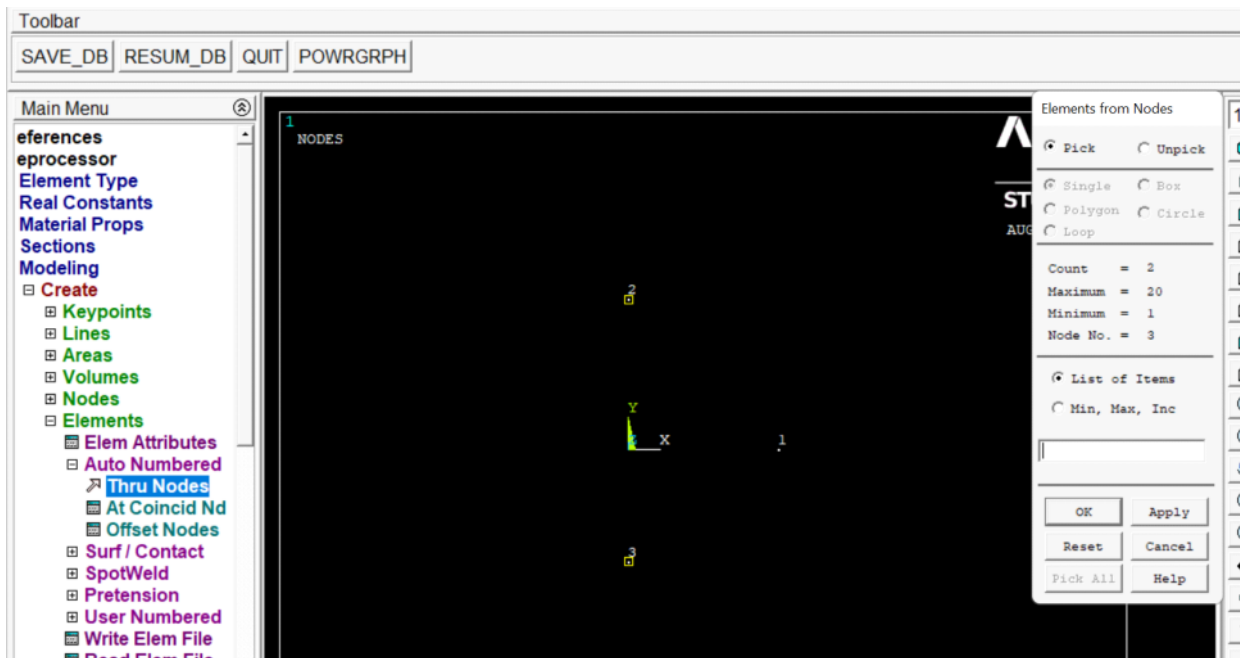 Toolbar
SAVE_DB RESUM_DB QUIT POWRGRPH
Main Menu
eferences
eprocessor
Element Type
Real Constants
Material Props
Sections
Modeling
Create
Keypoints
Lines
Areas
Volumes
Nodes
Elements
Elem Attributes
Auto Numbered
Thru Nodes
At Coincid Nd
Offset Nodes
Surf / Contact
SpotWeld
Pretension
User Numbered
Write Elem File
Read Elem File
1
NODES
ST
AUG
2
Y
X
1
3
Elements from Nodes
Pick Unpick
Single Box
Polygon Circle
Loop
Count = 2
Maximum = 20
Minimum = 1
Node No. = 3
List of Items
Min, Max, Inc
OK Apply
Reset Cancel
Pick All Help
1